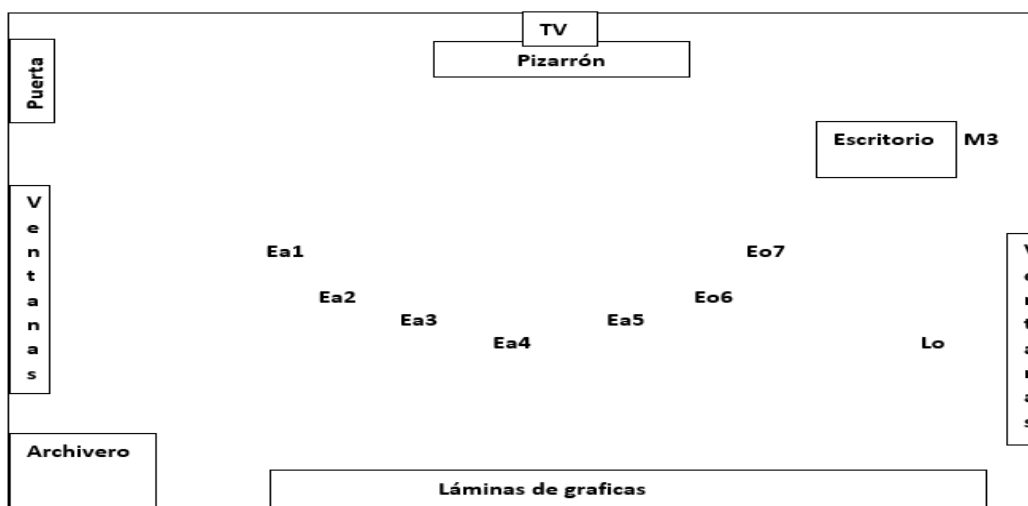 TV
Pizarrón
Puerta
Escritorio M3
Ventanas
Ea1
Eo7
Ea2
Eo6
Ea3
Ea5
Ea4
Lo
Ventanas
Archivero
Láminas de graficas